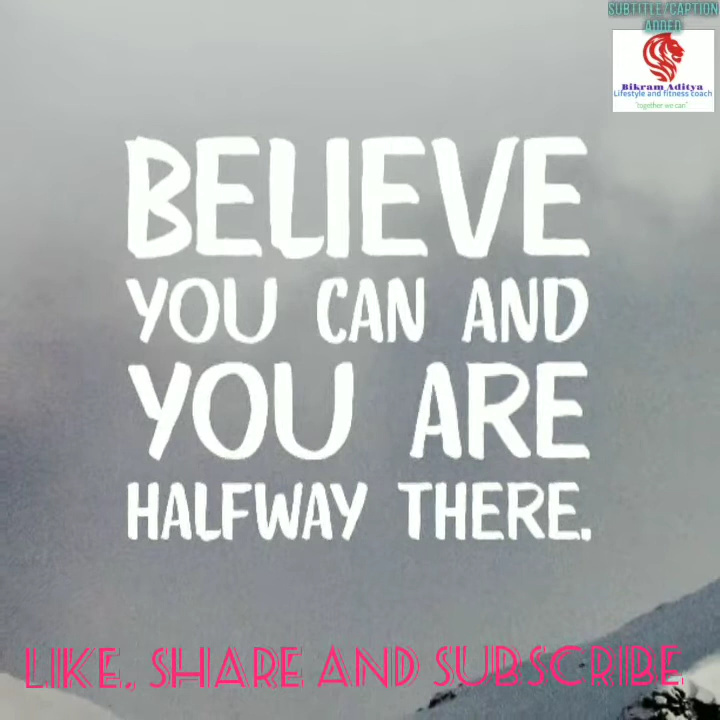 SUBTITLE/CAPTION
ADDED
Bikram Aditya
Lifestyle and fitness coach
"together we can"
BELIEVE
YOU CAN AND
YOU ARE
HALFWAY THERE.
LIKE, SHARE AND SUBSCRIBE